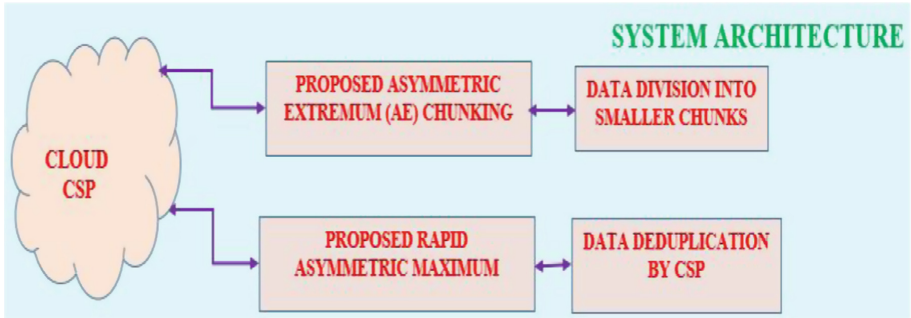 SYSTEM ARCHITECTURE
PROPOSED ASYMMETRIC
EXTREMUM (AE) CHUNKING
DATA DIVISION INTO
SMALLER CHUNKS
CLOUD
CSP
PROPOSED RAPID
ASYMMETRIC MAXIMUM
DATA DEDUPLICATION
BY CSP